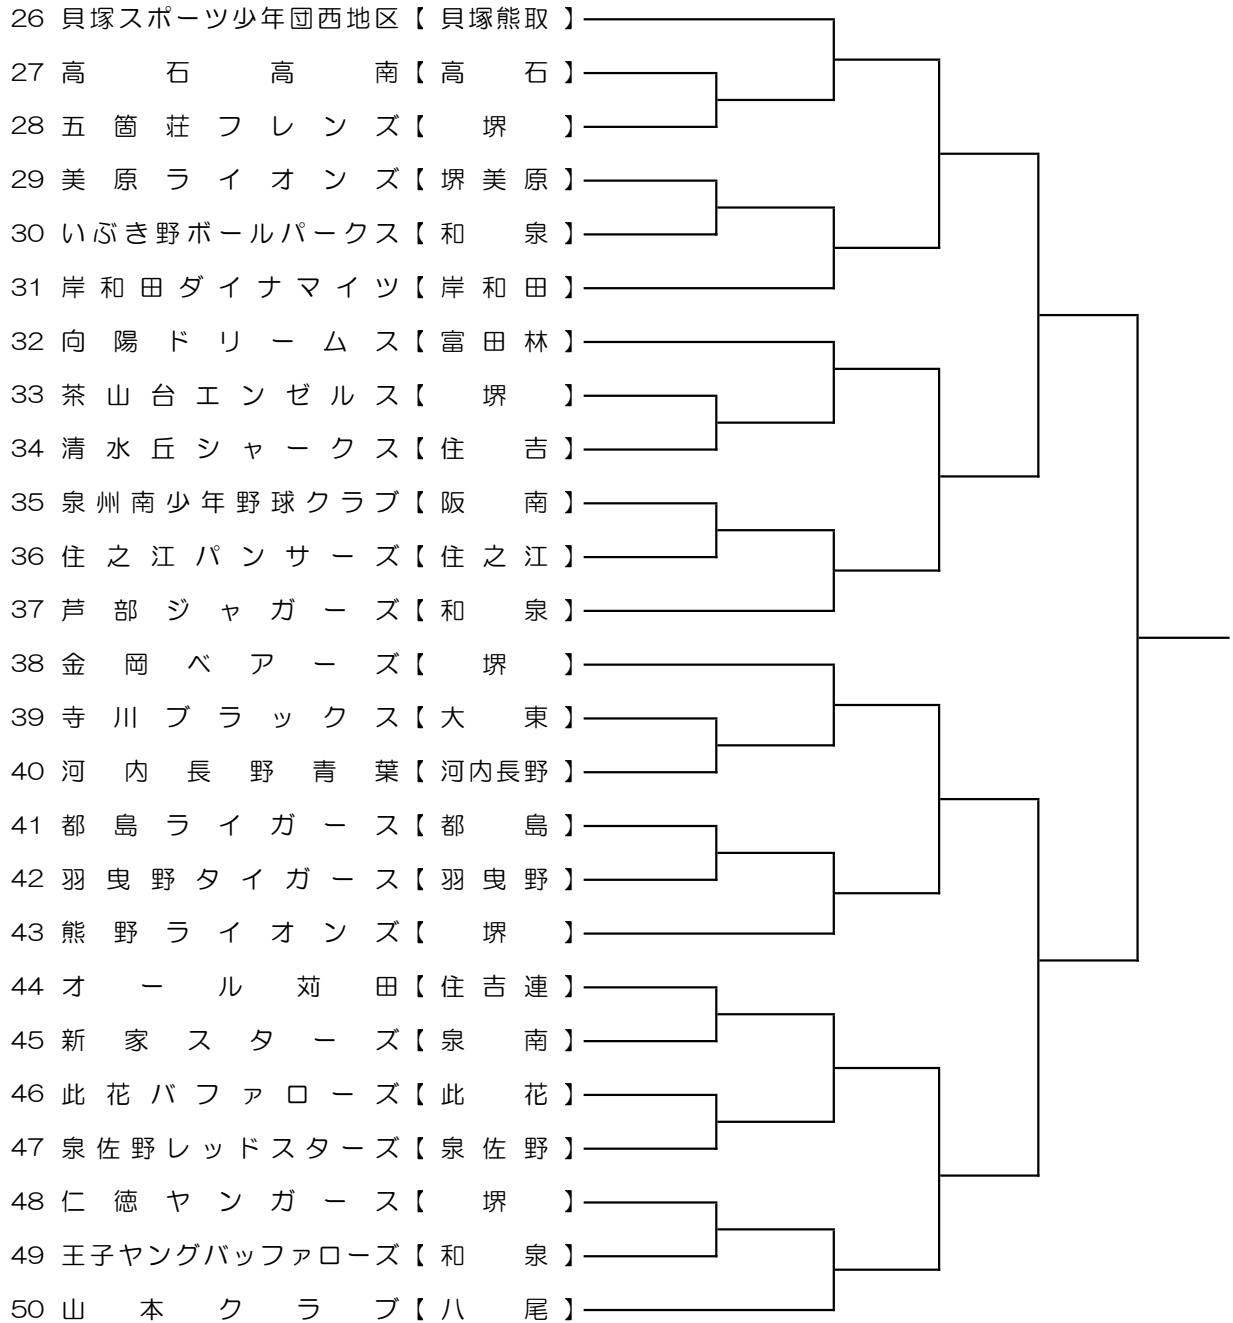 26 貝塚スポーツ少年団西地区【 貝塚熊取 】
27 高石高南【 高石 】
28 五箇荘フレンズ【 堺 】
29 美原ライオンズ【 堺美原 】
30 いぶき野ボールパークス【 和泉 】
31 岸和田ダイナマイツ【 岸和田 】
32 向陽ドリームス【 富田林 】
33 茶山台エンゼルス【 堺 】
34 清水丘シャークス【 住吉 】
35 泉州南少年野球クラブ【 阪南 】
36 住之江パンサーズ【 住之江 】
37 芦部ジャガーズ【 和泉 】
38 金岡ベアーズ【 堺 】
39 寺川ブラックス【 大東 】
40 河内長野青葉【 河内長野 】
41 都島ライガース【 都島 】
42 羽曳野タイガース【 羽曳野 】
43 熊野ライオンズ【 堺 】
44 オール苅田【 住吉連 】
45 新家スターズ【 泉南 】
46 此花バファローズ【 此花 】
47 泉佐野レッドスターズ【 泉佐野 】
48 仁徳ヤンガース【 堺 】
49 王子ヤングバッファローズ【 和泉 】
50 山本クラブ【 八尾 】